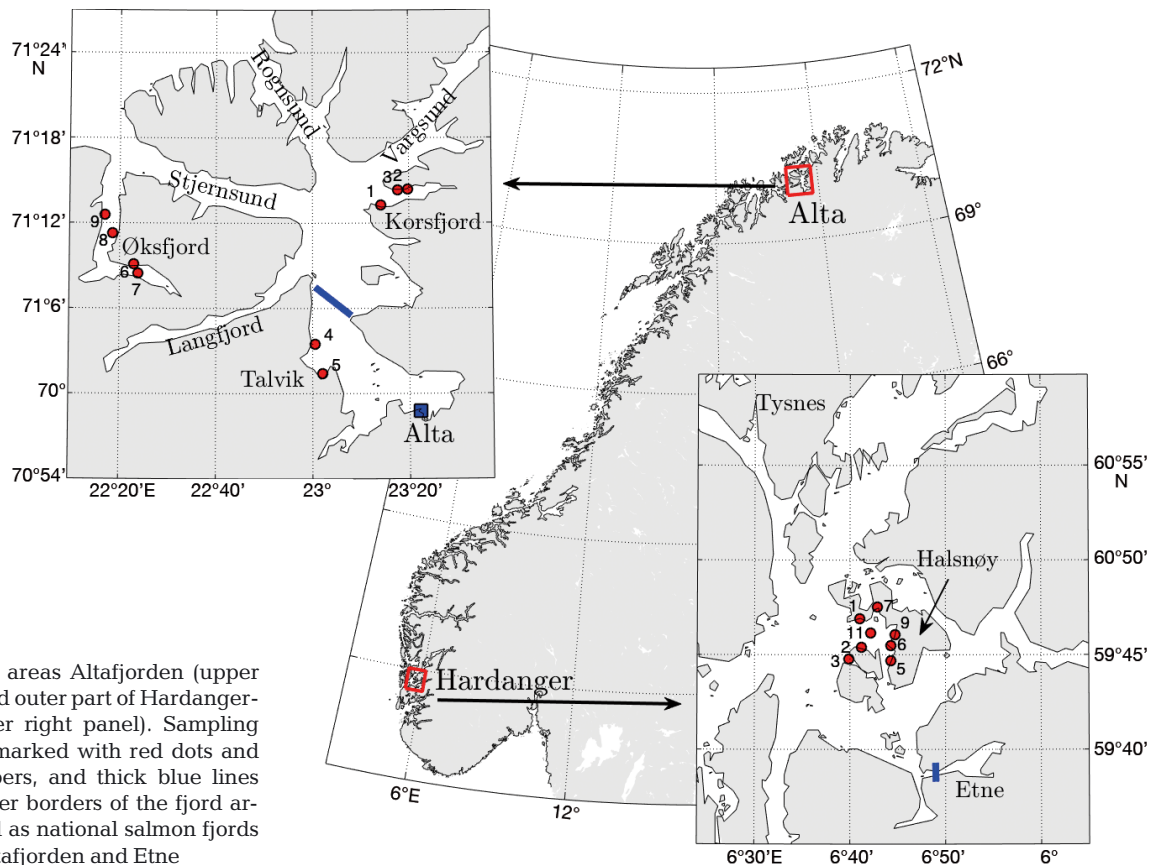 71°24'
N
71°18'
71°12'
71°6'
70°
70°54'
22°20'E
22°40'
23°
23°20'
Rognsund
Vargsund
Stjernsund
32
1
Korsfjord
9
8
Øksfjord
6
7
Langfjord
4
5
Talvik
Alta
72°N
69°
66°
Alta
Hardanger
6°E
12°
Tysnes
60°55'
N
60°50'
Halsnøy
1
7
11
9
2
6
3
5
59°45'
59°40'
Etne
6°30'E
6°40'
6°50'
6°
areas Altafjorden (upper
d outer part of Hardanger-
er right panel). Sampling
marked with red dots and
bers, and thick blue lines
er borders of the fjord ar-
d as national salmon fjords
tafjorden and Etne